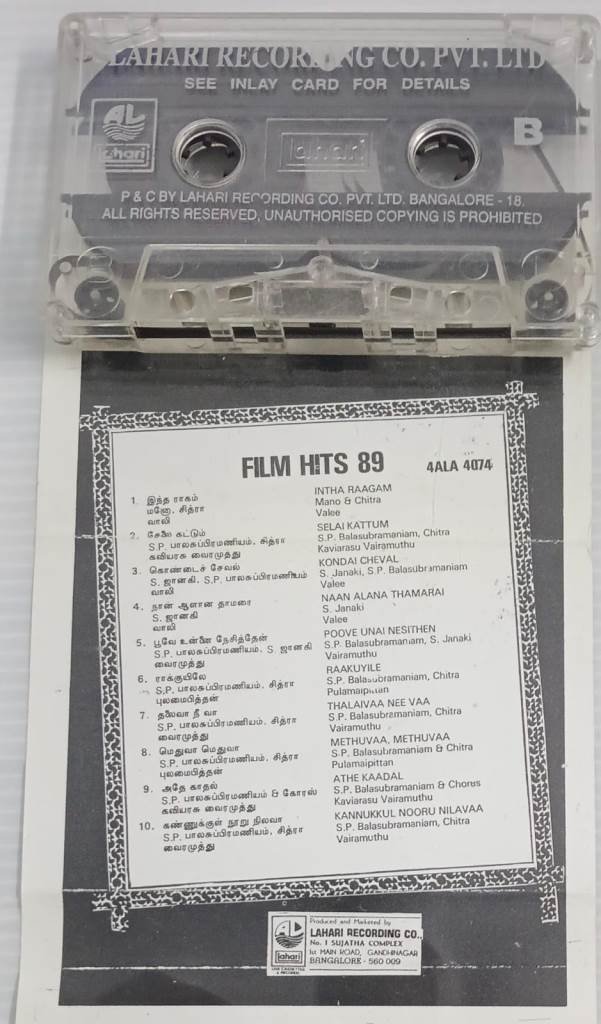 LAHARI RECORDING CO. PVT. LTD
SEE INLAY CARD FOR DETAILS
lahari
lahari
B
P & C BY LAHARI RECORDING CO. PVT. LTD. BANGALORE - 18.
ALL RIGHTS RESERVED, UNAUTHORISED COPYING IS PROHIBITED
FILM HITS 89 4ALA 4074
1. இந்த ராகம்
மனோ, சித்ரா
வாலி
INTHA RAAGAM
Mano & Chitra
Valee
2. சேலை கட்டும்
S.P. பாலசுப்பிரமணியம், சித்ரா
கவியரசு வைரமுத்து
SELAI KATTUM
S.P. Balasubramaniam, Chitra
Kaviarasu Vairamuthu
3. கொண்டைச் சேவல்
S. ஜானகி, S.P. பாலசுப்பிரமணியம்
வாலி
KONDAI CHEVAL
S. Janaki, S.P. Balasubramaniam
Valee
4. நான் ஆளான தாமரை
S. ஜானகி
வாலி
NAAN ALANA THAMARAI
S. Janaki
Valee
5. பூவே உன்னை நேசித்தேன்
S.P. பாலசுப்பிரமணியம், S. ஜானகி
வைரமுத்து
POOVE UNAI NESITHEN
S.P. Balasubramaniam, S. Janaki
Vairamuthu
6. ராக்குயிலே
S.P. பாலசுப்பிரமணியம், சித்ரா
புலமைபித்தன்
RAAKUYILE
S.P. Balasubramaniam, Chitra
Pulamaipittan
7. தலைவா நீ வா
S.P. பாலசுப்பிரமணியம், சித்ரா
வைரமுத்து
THALAIVAA NEE VAA
S.P. Balasubramaniam, Chitra
Vairamuthu
8. மெதுவா மெதுவா
S.P. பாலசுப்பிரமணியம், சித்ரா
புலமைபித்தன்
METHUVAA, METHUVAA
S.P. Balasubramaniam & Chitra
Pulamaipittan
9. அதே காதல்
S.P. பாலசுப்பிரமணியம் & கோரஸ்
கவியரசு வைரமுத்து
ATHE KAADAL
S.P. Balasubramaniam & Chorus
Kaviarasu Vairamuthu
10. கண்ணுக்குள் நூறு நிலவா
S.P. பாலசுப்பிரமணியம், சித்ரா
வைரமுத்து
KANNUKKUL NOORU NILAVAA
S.P. Balasubramaniam, Chitra
Vairamuthu
Produced and Marketed by
LAHARI RECORDING CO.,
No. 1 SUJATHA COMPLEX
1st MAIN ROAD, GANDHINAGAR
BANGALORE - 560 009
lahari